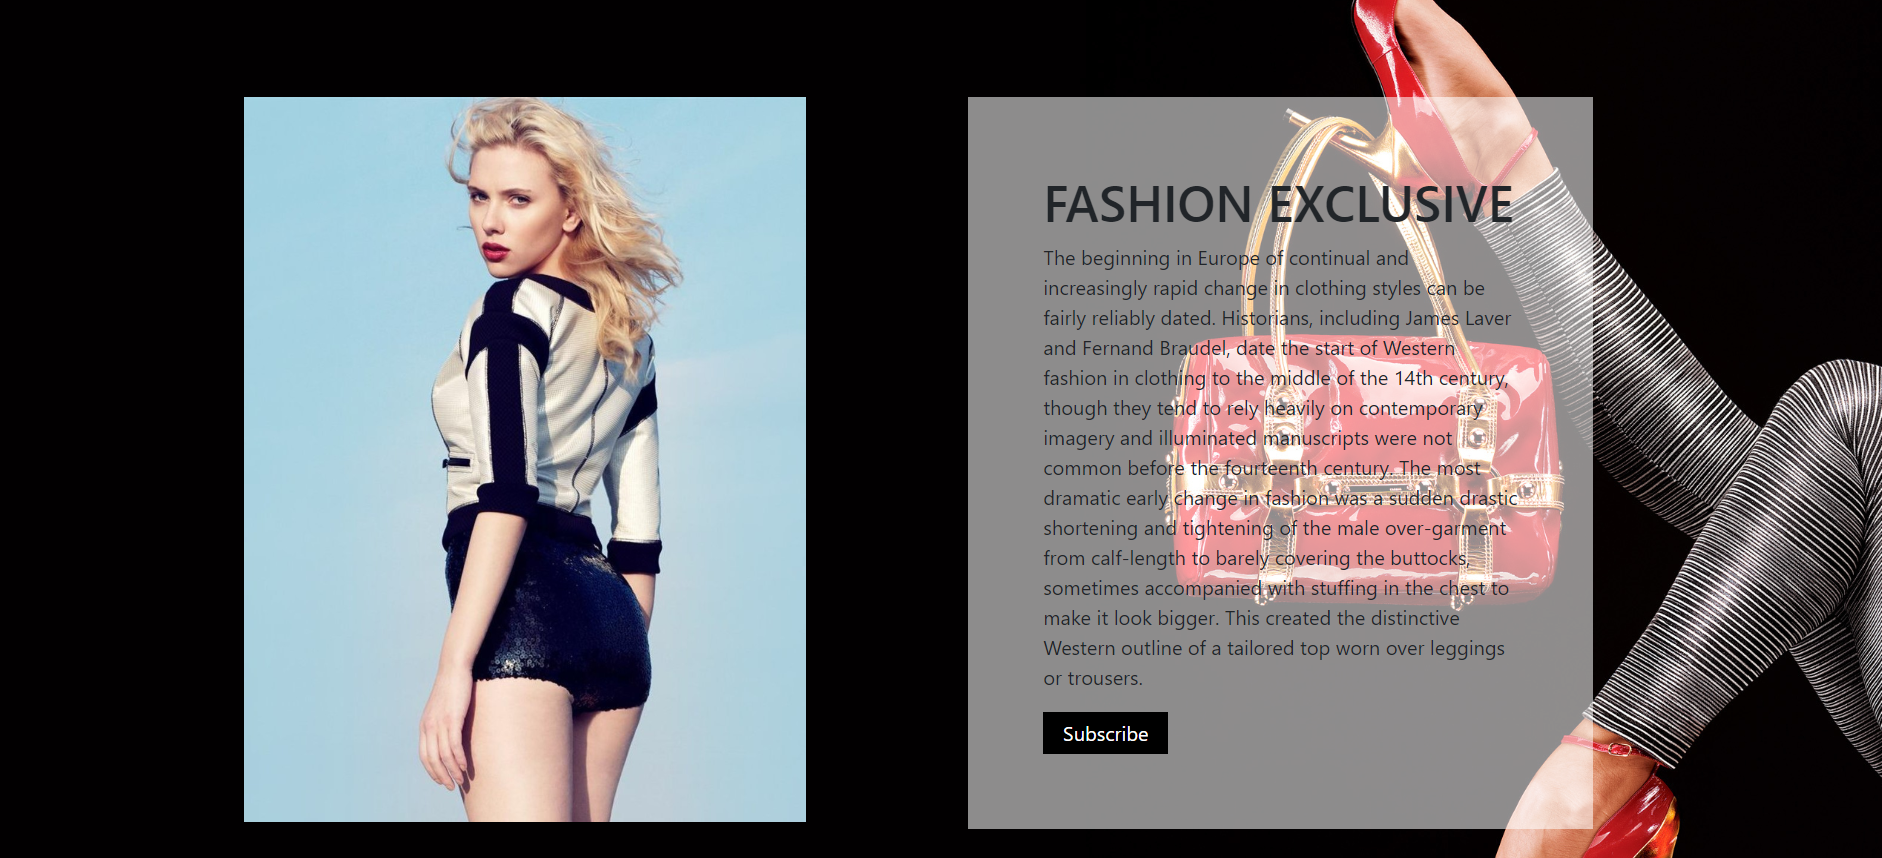 FASHION EXCLUSIVE
The beginning in Europe of continual and
increasingly rapid change in clothing styles can be
fairly reliably dated. Historians, including James Laver
and Fernand Braudel, date the start of Western
fashion in clothing to the middle of the 14th century,
though they tend to rely heavily on contemporary
imagery and illuminated manuscripts were not
common before the fourteenth century. The most
dramatic early change in fashion was a sudden drastic
shortening and tightening of the male over-garment
from calf-length to barely covering the buttocks,
sometimes accompanied with stuffing in the chest to
make it look bigger. This created the distinctive
Western outline of a tailored top worn over leggings
or trousers.
Subscribe